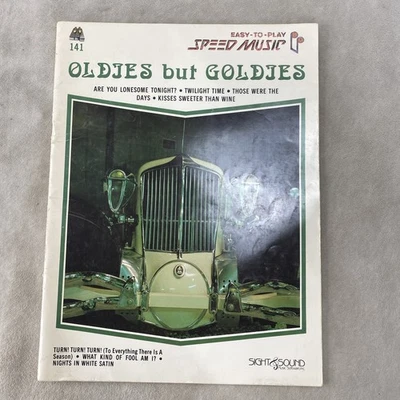 141
EASY-TO-PLAY
SPEED MUSIC
OLDIES but GOLDIES
ARE YOU LONESOME TONIGHT? • TWILIGHT TIME • THOSE WERE THE
DAYS • KISSES SWEETER THAN WINE
TURN! TURN! TURN! (To Everything There Is A
Season) • WHAT KIND OF FOOL AM I? •
NIGHTS IN WHITE SATIN
SIGHT & SOUND